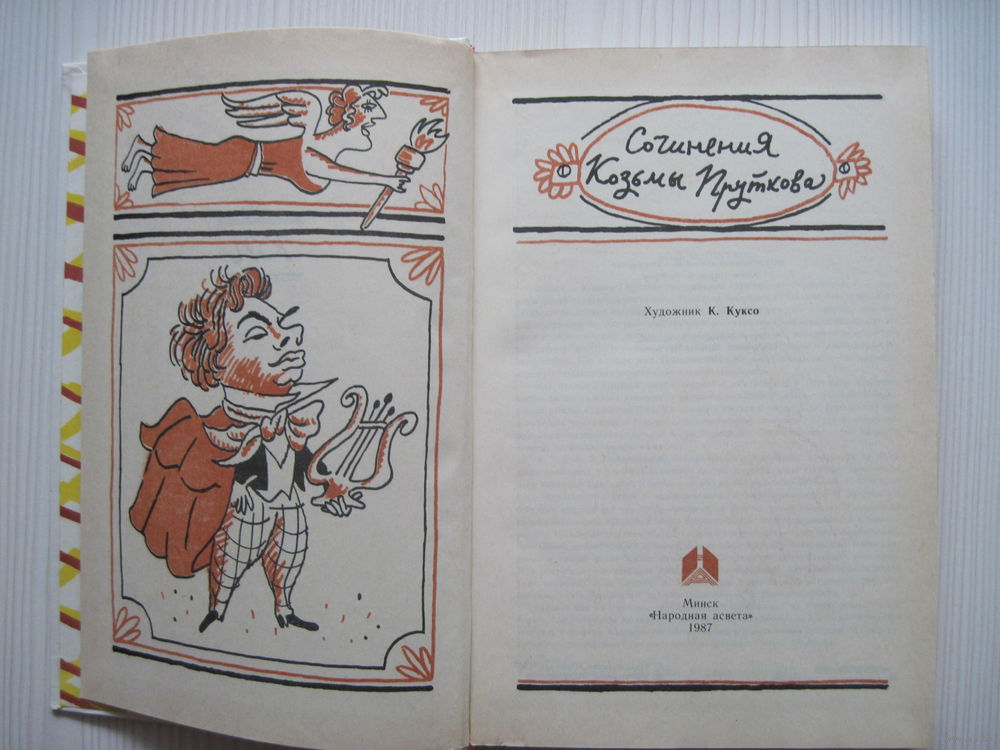 Сочинения
Козьмы Пруткова
Художник К. Куксо
Минск
«Народная асвета»
1987